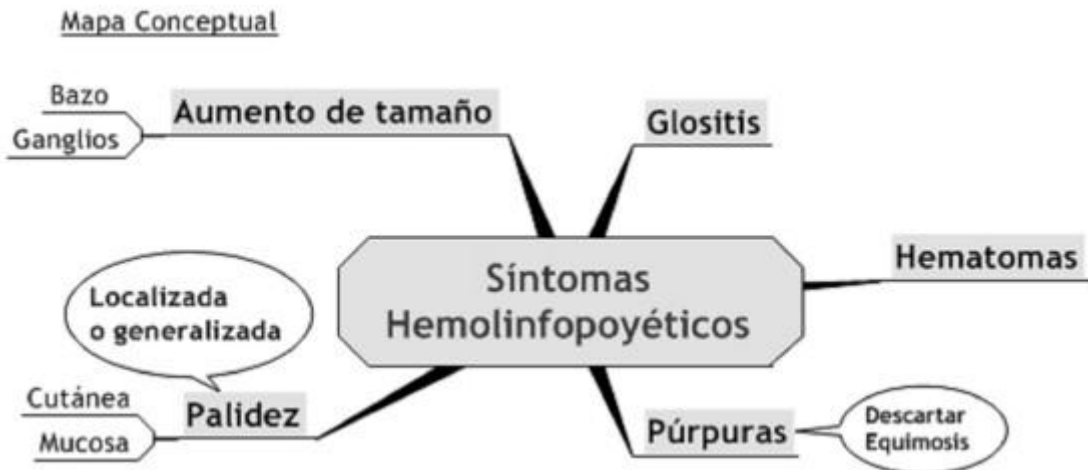 Mapa Conceptual
Bazo
Ganglios
Aumento de tamaño
Glositis
Hematomas
Síntomas
Hemolinfopoyéticos
Localizada
o generalizada
Cutánea
Mucosa
Palidez
Púrpuras
Descartar
Equimosis